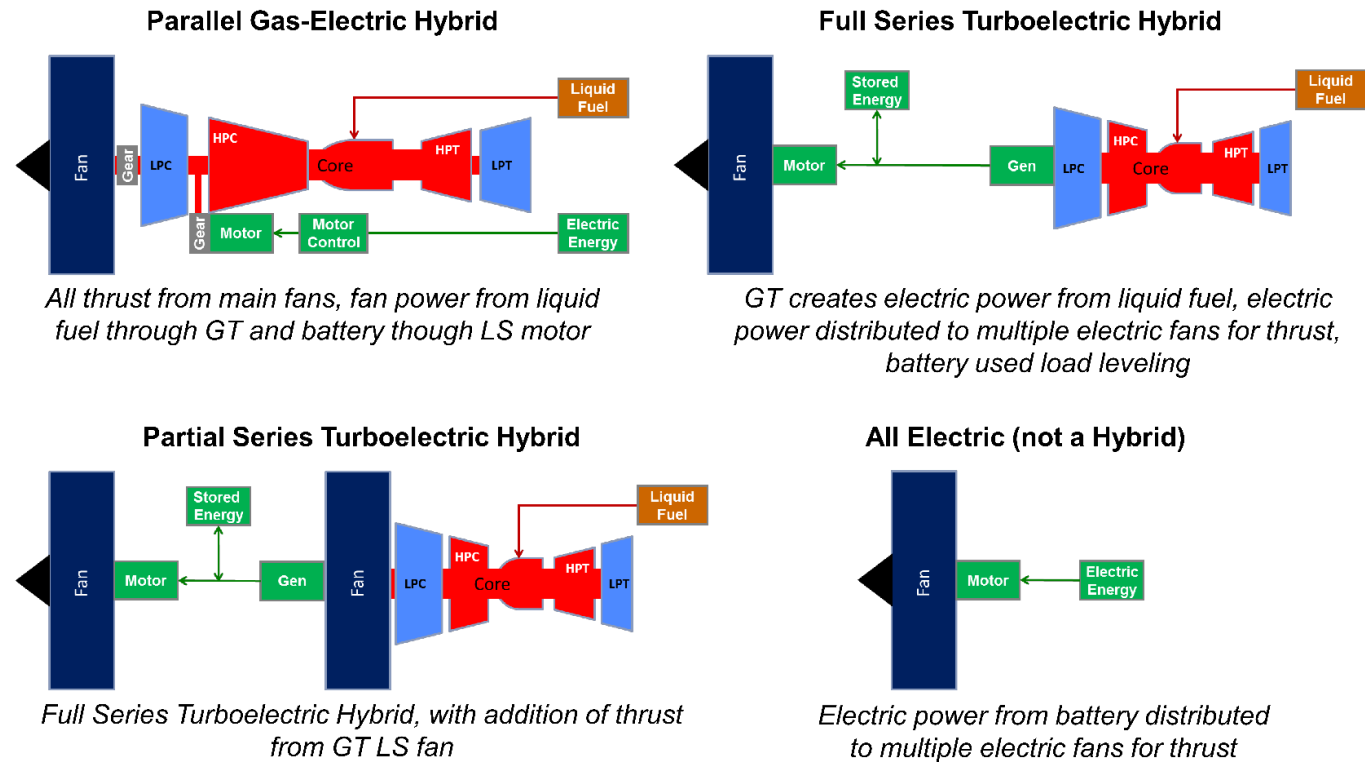 Parallel Gas-Electric Hybrid
Fan
Gear
LPC
HPC
Core
HPT
LPT
Liquid
Fuel
Gear
Motor
Motor
Control
Electric
Energy
All thrust from main fans, fan power from liquid
fuel through GT and battery though LS motor
Full Series Turboelectric Hybrid
Fan
Motor
Stored
Energy
Gen
LPC
HPC
Core
HPT
LPT
Liquid
Fuel
GT creates electric power from liquid fuel, electric
power distributed to multiple electric fans for thrust,
battery used load leveling
Partial Series Turboelectric Hybrid
Fan
Motor
Stored
Energy
Gen
Fan
LPC
HPC
Core
HPT
LPT
Liquid
Fuel
Full Series Turboelectric Hybrid, with addition of thrust
from GT LS fan
All Electric (not a Hybrid)
Fan
Motor
Electric
Energy
Electric power from battery distributed
to multiple electric fans for thrust